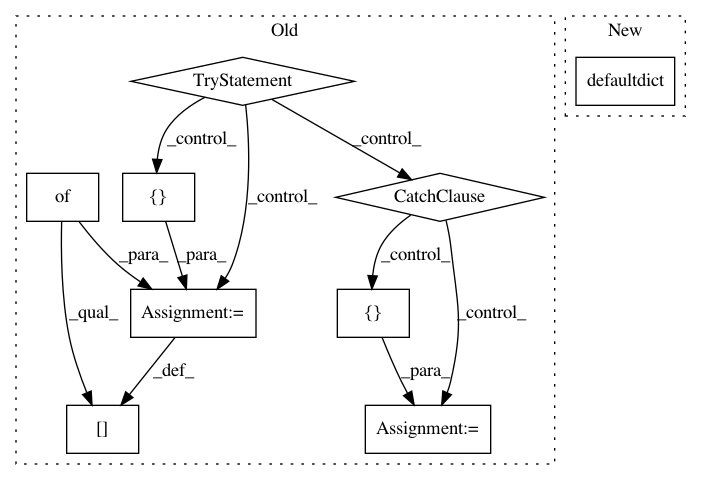 Old
New
TryStatement
defaultdict
_control_
_control_
_control_
of
{}
CatchClause
_para_
_para_
_control_
_control_
_qual_
Assignment:=
{}
_def_
_para_
[]
Assignment:=